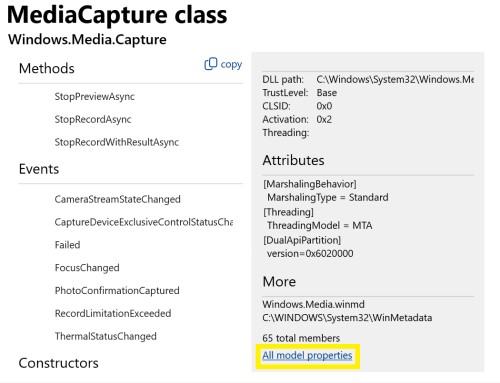 MediaCapture class
Windows.Media.Capture
Methods
copy
StopPreviewAsync
StopRecordAsync
StopRecordWithResultAsync
Events
CameraStreamStateChanged
CaptureDeviceExclusiveControlStatusCha
Failed
FocusChanged
PhotoConfirmationCaptured
RecordLimitationExceeded
ThermalStatusChanged
Constructors
DLL path: C:\Windows\System32\Windows.Me
TrustLevel: Base
CLSID: 0x0
Activation: 0x2
Threading:
Attributes
[MarshalingBehavior]
MarshalingType = Standard
[Threading]
ThreadingModel = MTA
[DualApiPartition]
version=0x6020000
More
Windows.Media.winmd
C:\WINDOWS\System32\WinMetadata
65 total members
All model properties